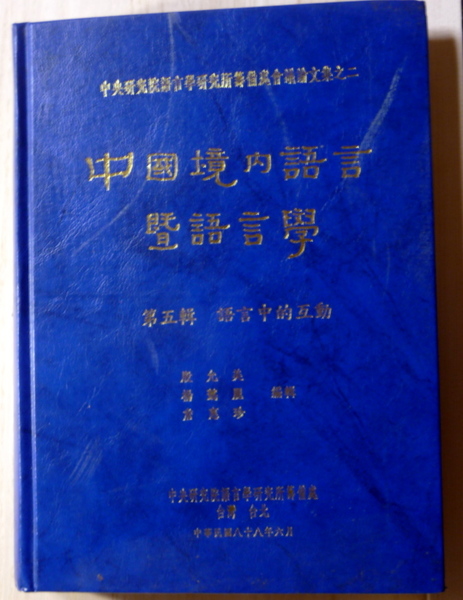 中央研究院語言學研究所籌備處會議論文集之二
中國境內語言
暨語言學
第五輯　語言中的互動
殷允美
楊懿麗　編輯
詹惠珍
中央研究院語言學研究所籌備處
台灣　台北
中華民國八十八年六月